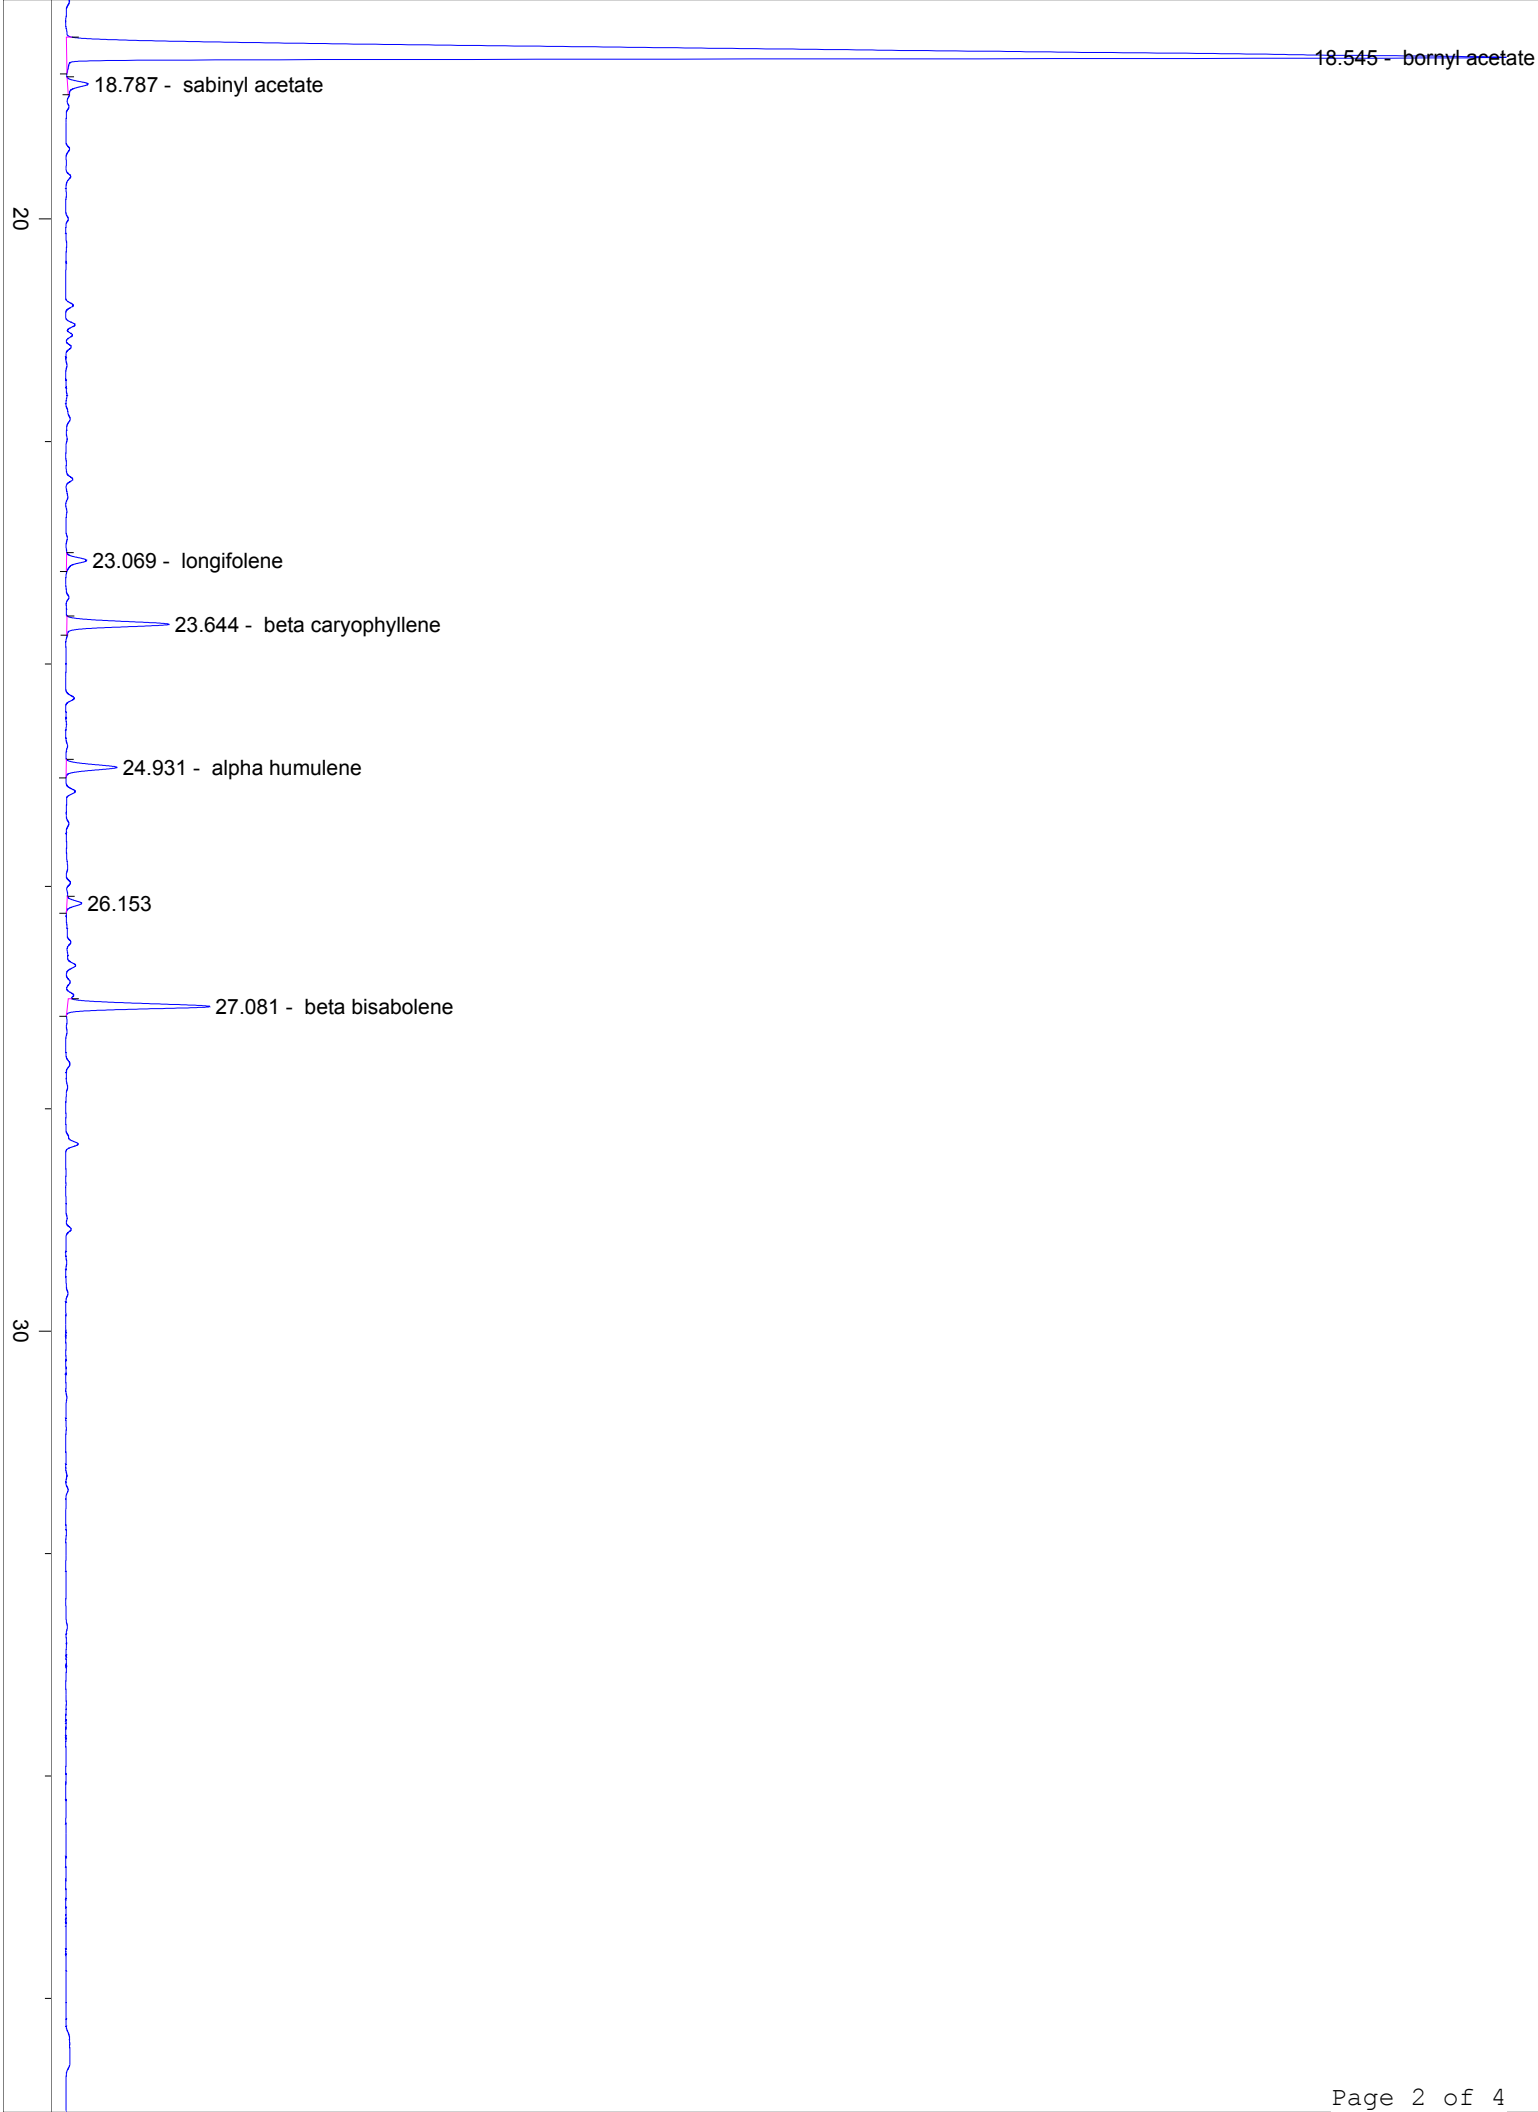 18.545 - bornyl acetate
18.787 - sabinyl acetate
20
23.069 - longifolene
23.644 - beta caryophyllene
24.931 - alpha humulene
26.153
27.081 - beta bisabolene
30
Page 2 of 4